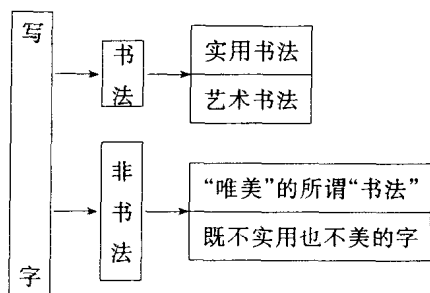 写字
书法
实用书法
艺术书法
非书法
“唯美”的所谓“书法”
既不实用也不美的字